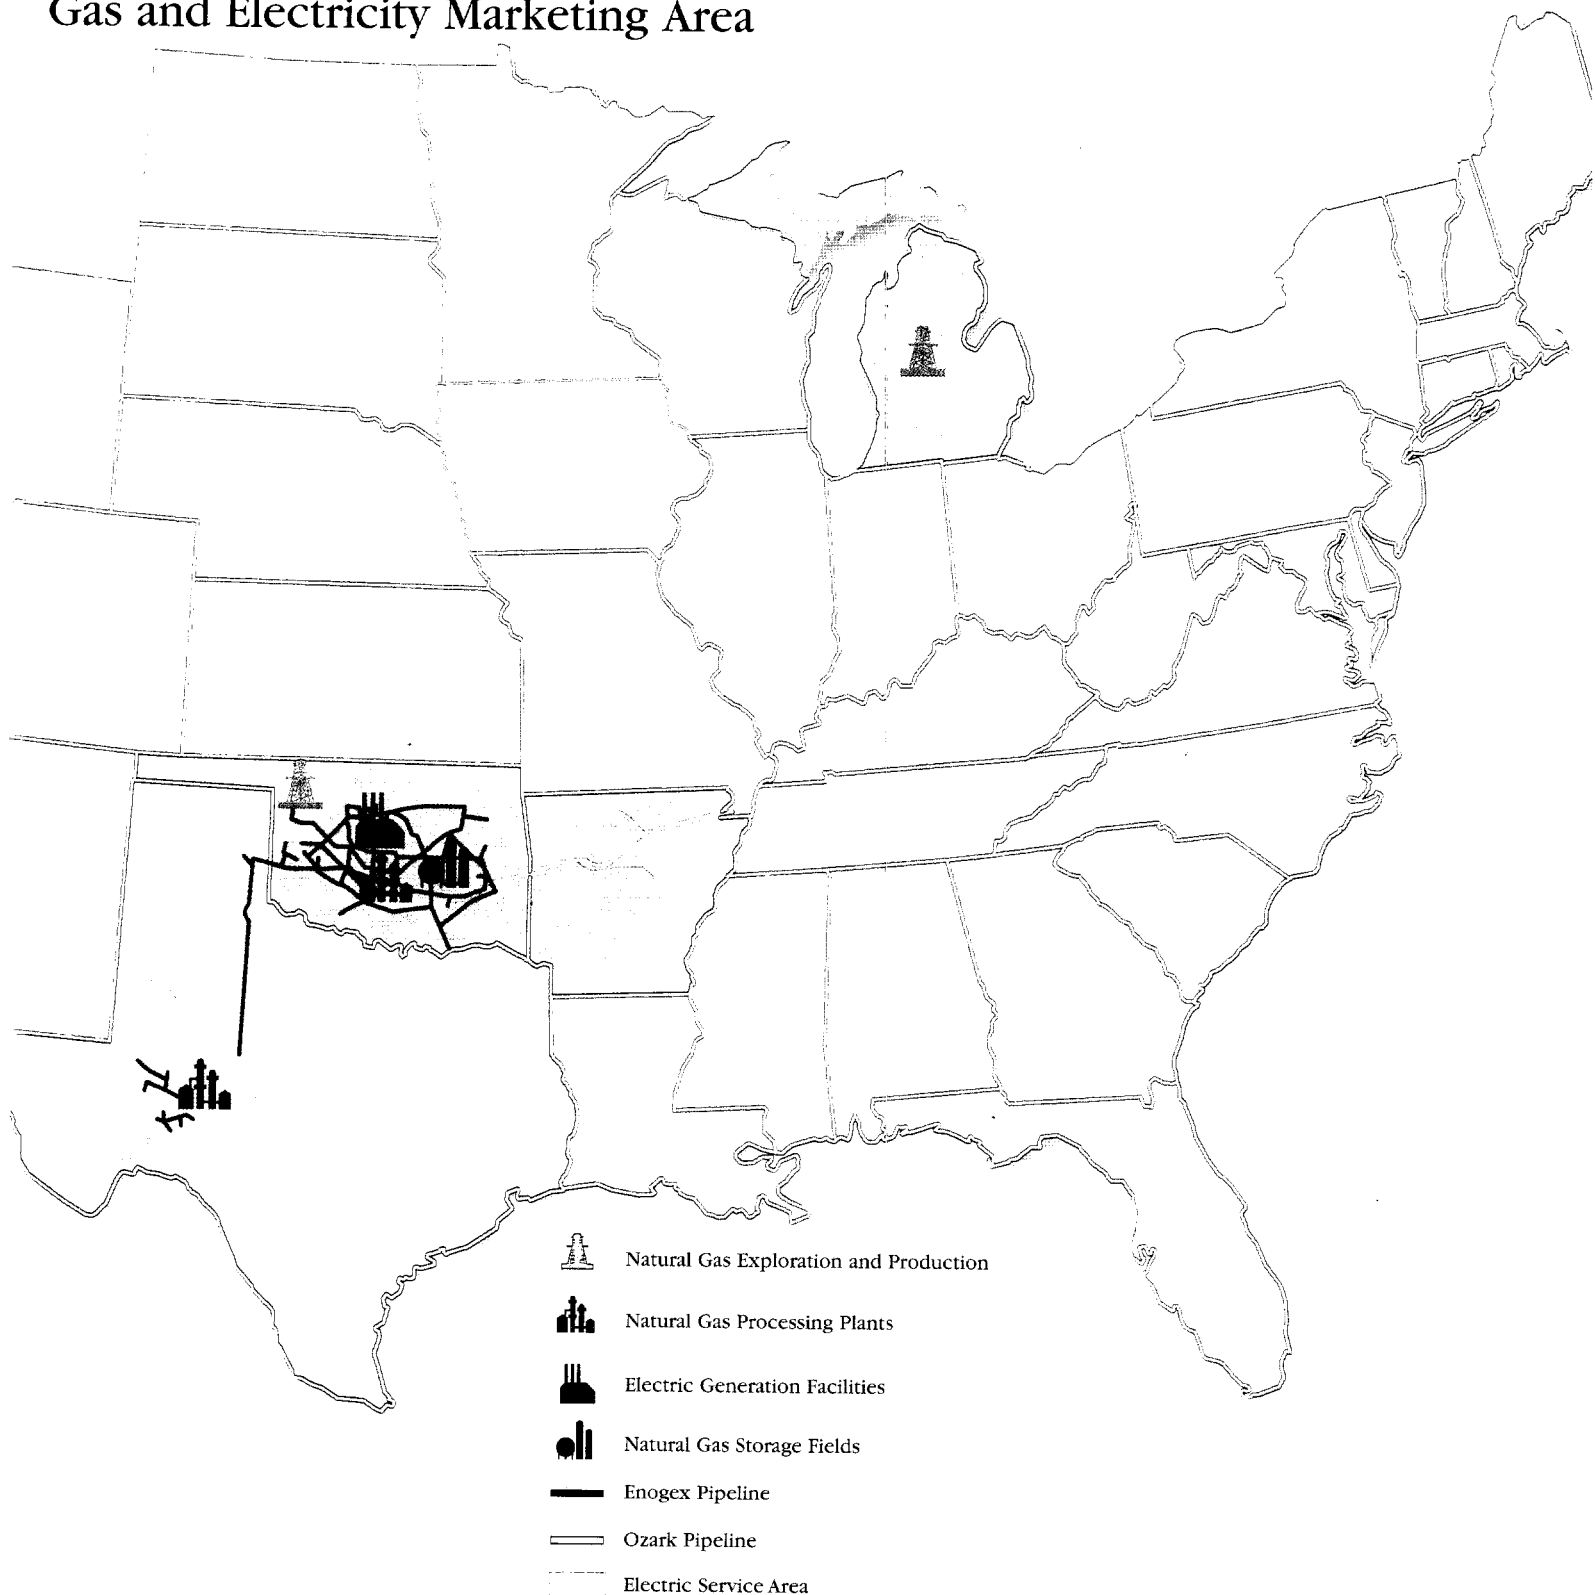 Gas and Electricity Marketing Area
Natural Gas Exploration and Production
Natural Gas Processing Plants
Electric Generation Facilities
Natural Gas Storage Fields
Enogex Pipeline
Ozark Pipeline
Electric Service Area